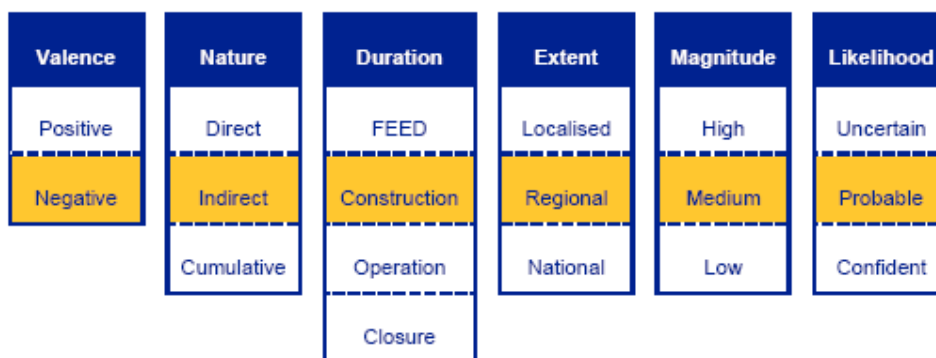 Valence Nature Duration Extent Magnitude Likelihood
Positive Direct FEED Localised High Uncertain
Negative Indirect Construction Regional Medium Probable
Cumulative Operation National Low Confident
Closure